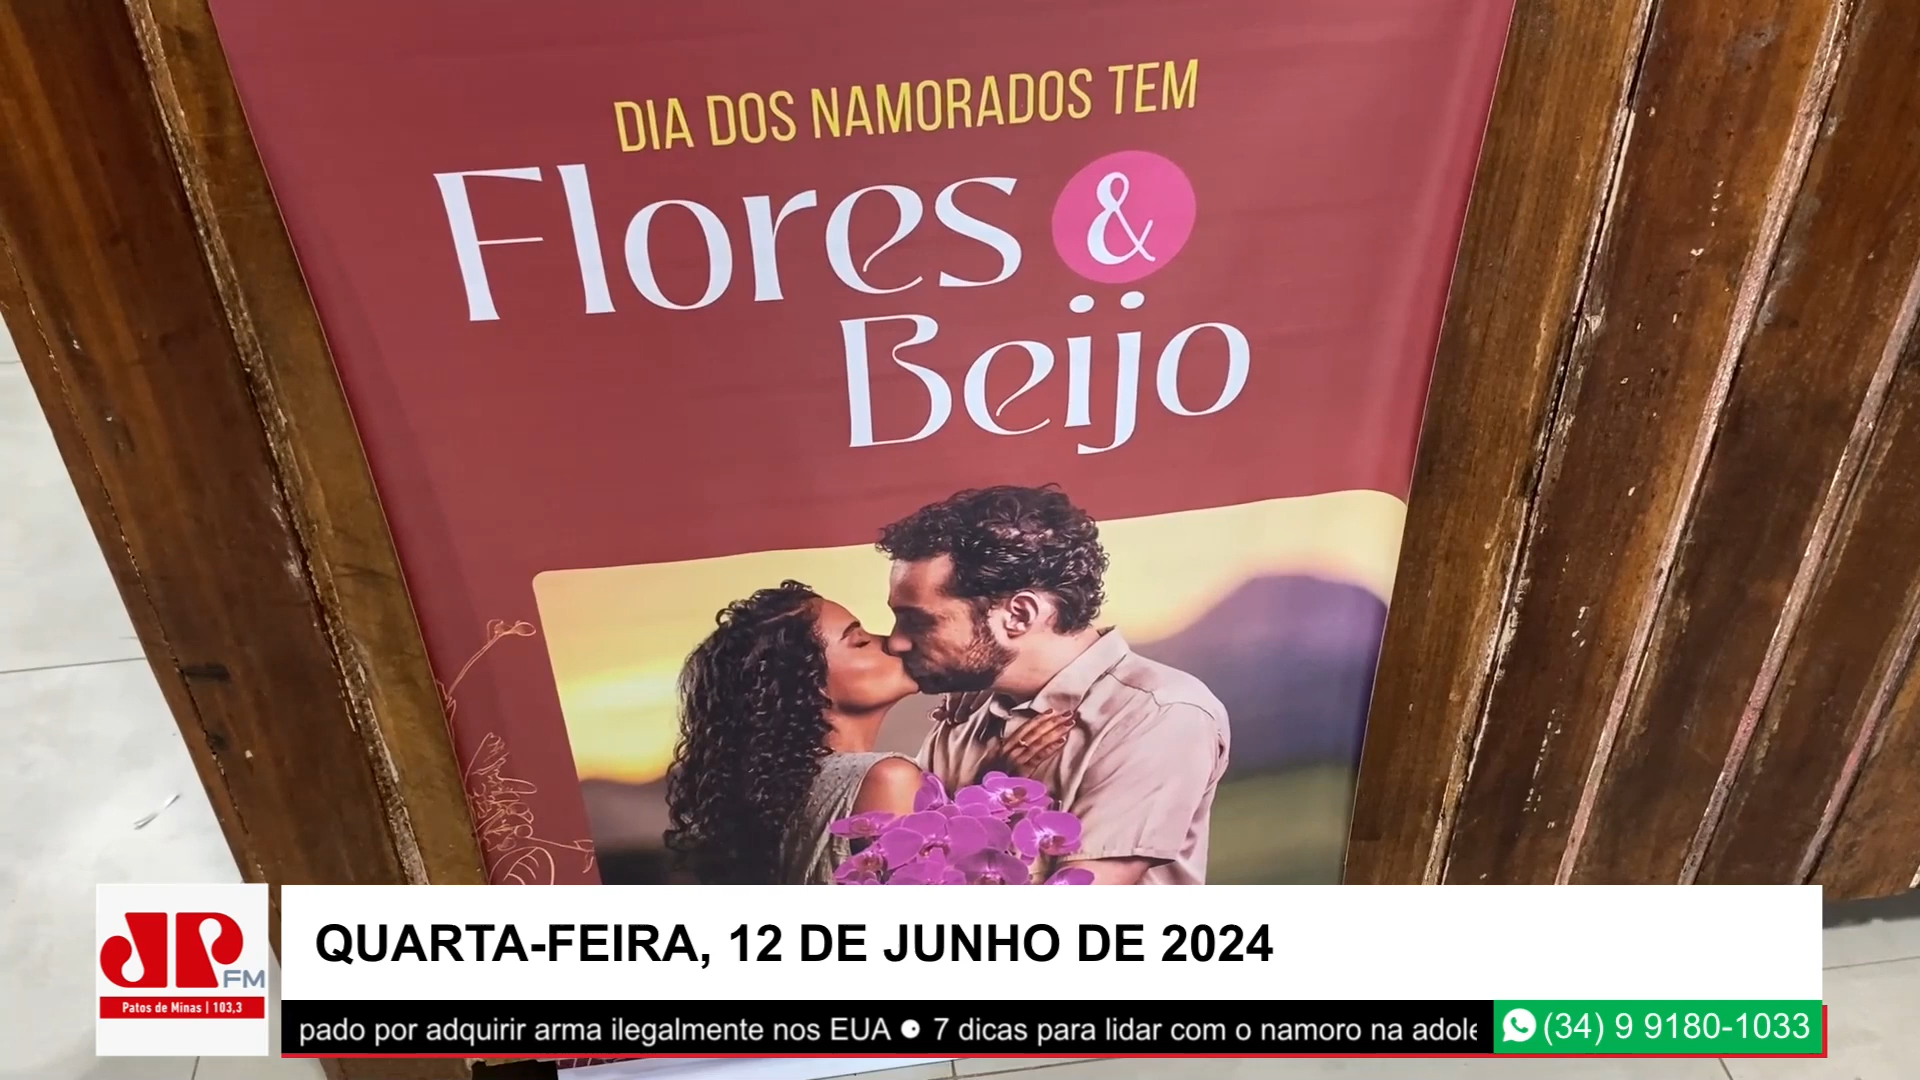 DIA DOS NAMORADOS TEM
Flores &
Beijo
QUARTA-FEIRA, 12 DE JUNHO DE 2024
JP FM
Patos de Minas | 103,3
pado por adquirir arma ilegalmente nos EUA ● 7 dicas para lidar com o namoro na adole
(34) 9 9180-1033